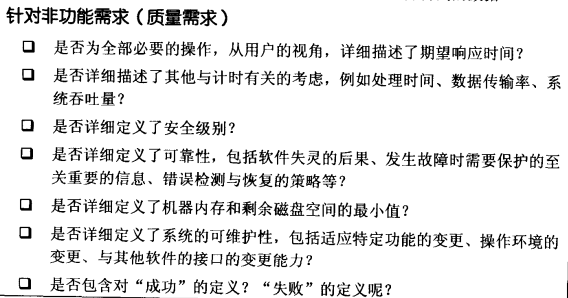 针对非功能需求（质量需求）
❏ 是否为全部必要的操作，从用户的视角，详细描述了期望响应时间？
❏ 是否详细描述了其他与计时有关的考虑，例如处理时间、数据传输率、系
统吞吐量？
❏ 是否详细定义了安全级别？
❏ 是否详细定义了可靠性，包括软件失灵的后果、发生故障时需要保护的至
关重要的信息、错误检测与恢复的策略等？
❏ 是否详细定义了机器内存和剩余磁盘空间的最小值？
❏ 是否详细定义了系统的可维护性，包括适应特定功能的变更、操作环境的
变更、与其他软件的接口的变更能力？
❏ 是否包含对“成功”的定义？“失败”的定义呢？